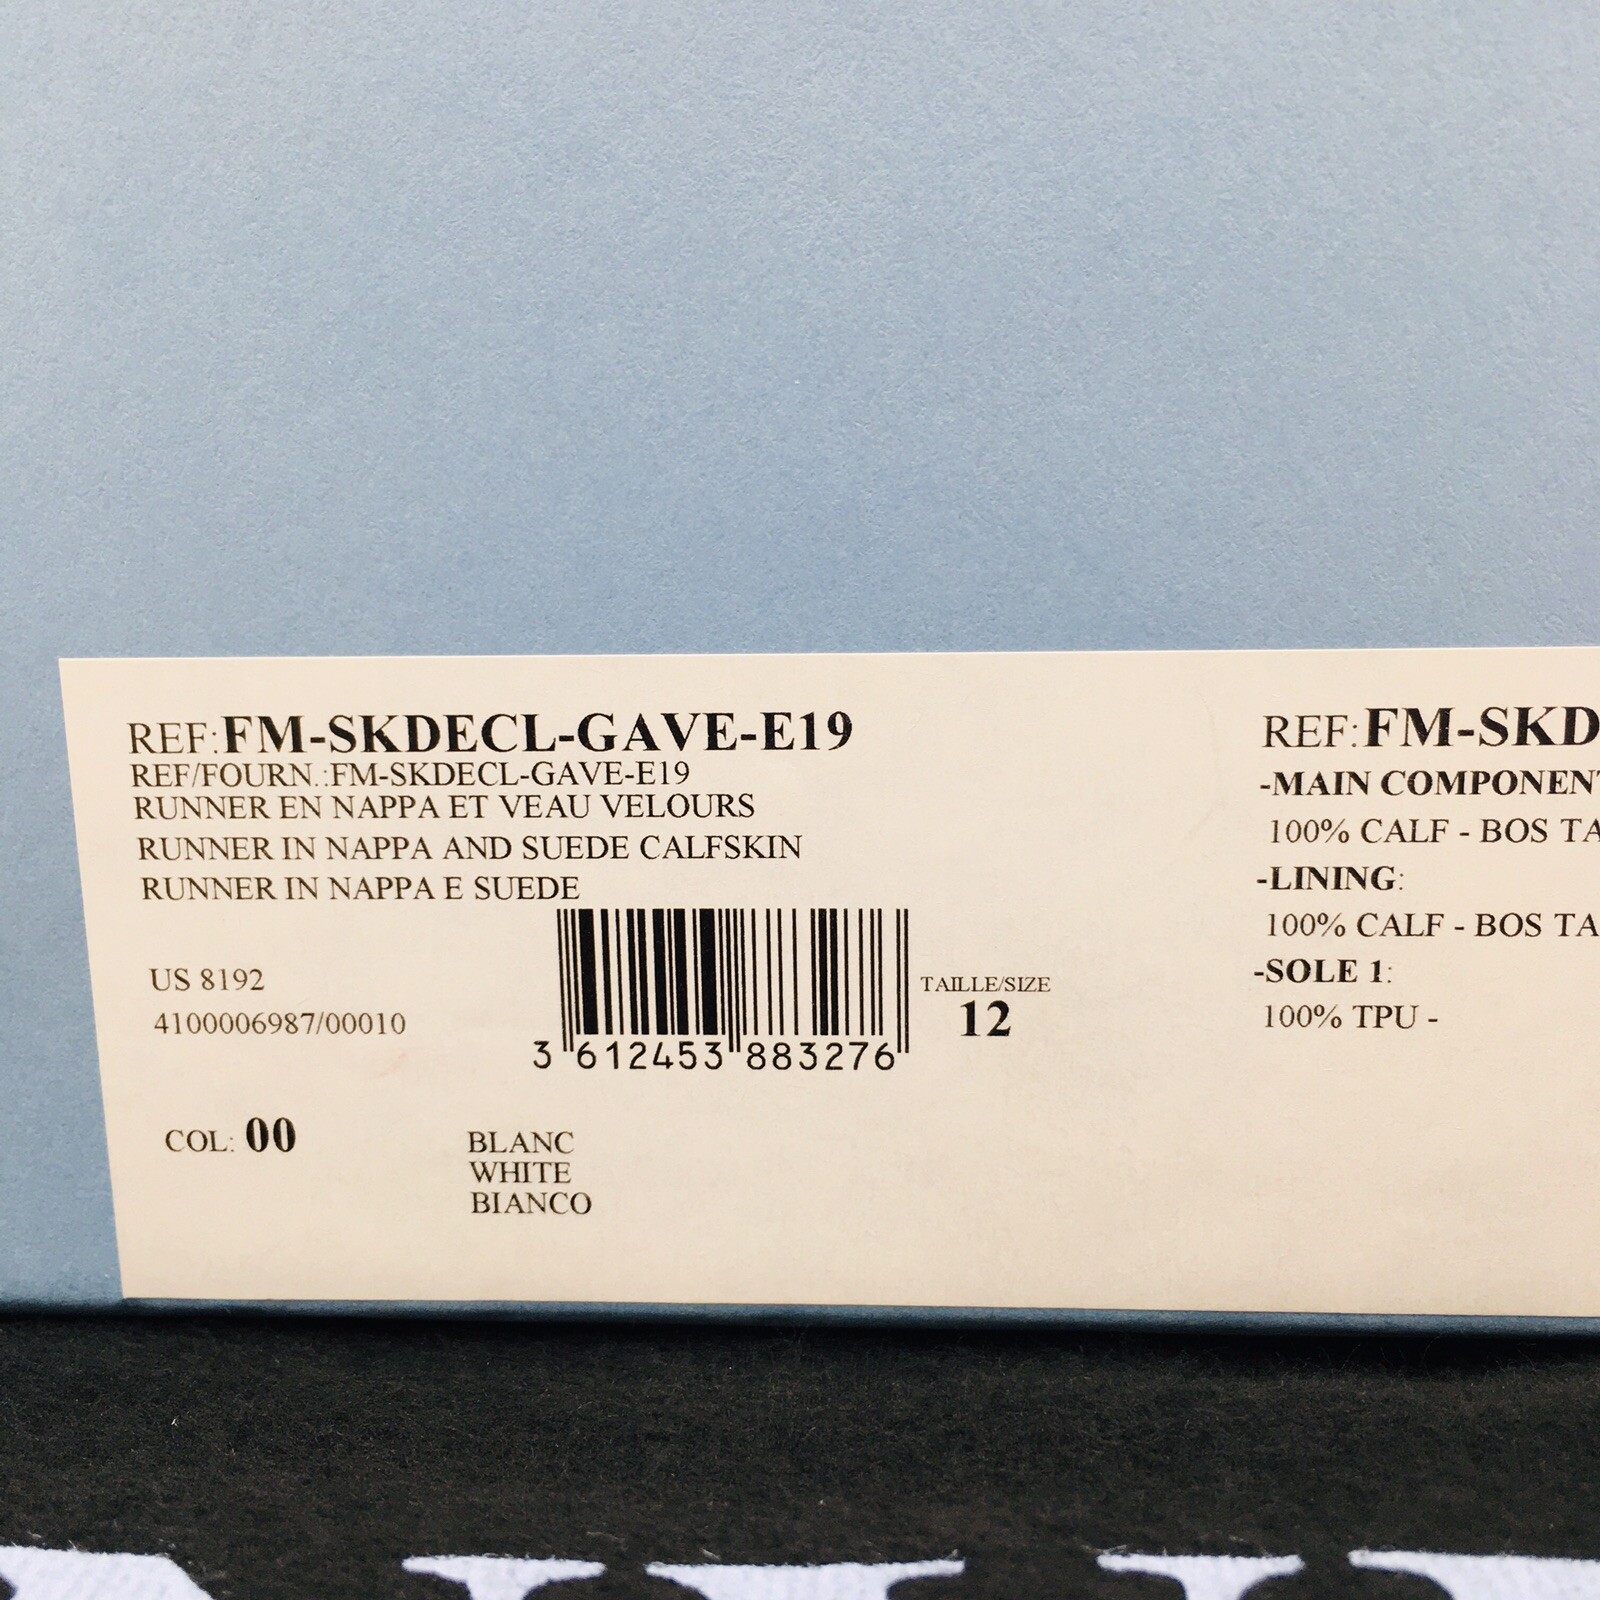 REF:FM-SKDECL-GAVE-E19
REF/FOURN.:FM-SKDECL-GAVE-E19
RUNNER EN NAPPA ET VEAU VELOURS
RUNNER IN NAPPA AND SUEDE CALFSKIN
RUNNER IN NAPPA E SUEDE
US 8192
4100006987/00010
3 612453 883276
TAILLE/SIZE
12
COL: 00
BLANC
WHITE
BIANCO
REF:FM-SKD
-MAIN COMPONENT
100% CALF - BOS TA
-LINING:
100% CALF - BOS TA
-SOLE 1:
100% TPU -